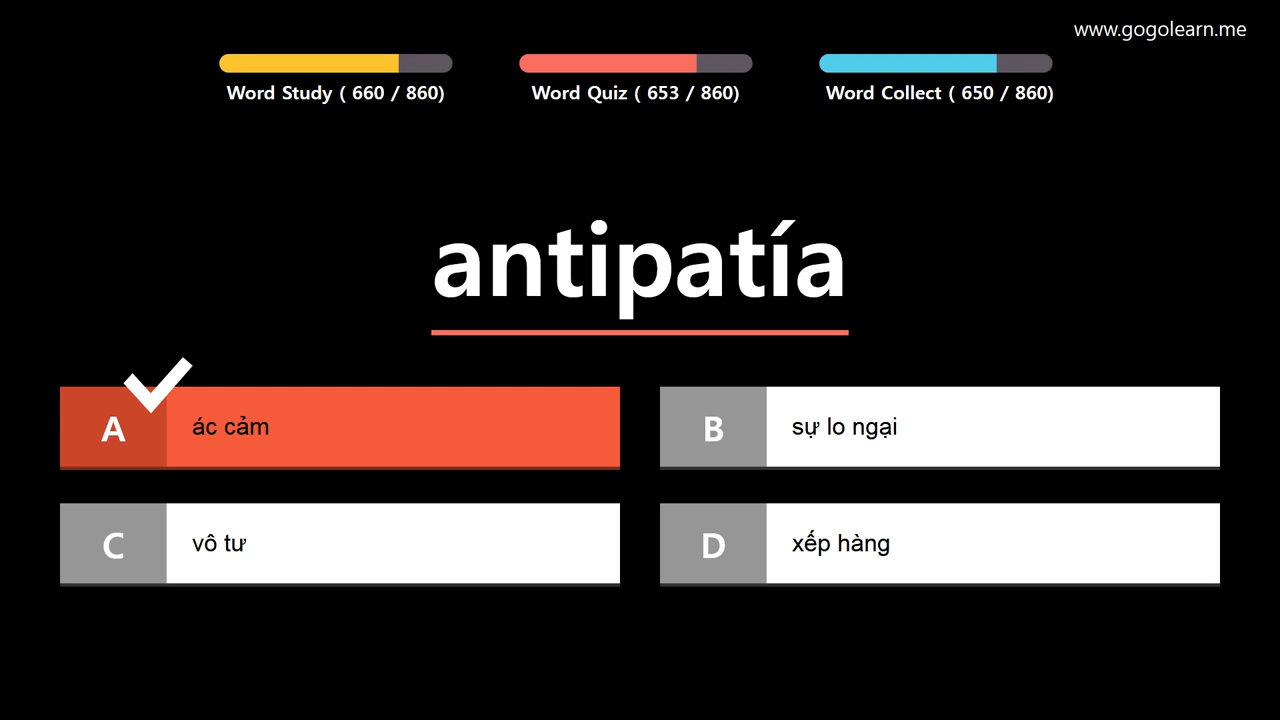 www.gogolearn.me
Word Study ( 660 / 860)
Word Quiz ( 653 / 860)
Word Collect ( 650 / 860)
antipatía
A
ác cảm
B
sự lo ngại
C
vô tư
D
xếp hàng